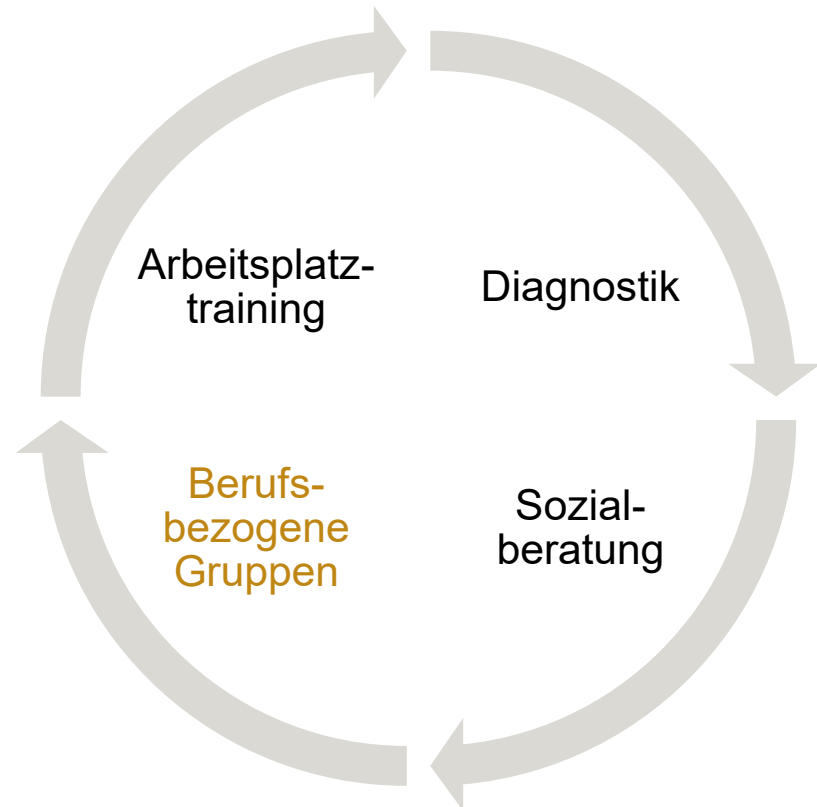 Arbeitsplatz-
training
Diagnostik
Berufs-
bezogene
Gruppen
Sozial-
beratung